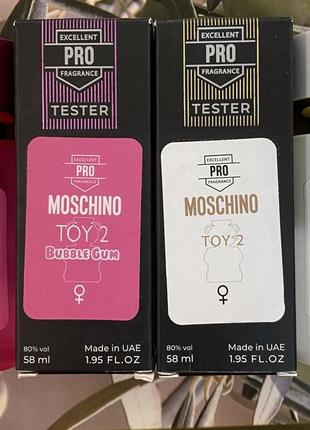 EXCELLENT
PRO
FRAGRANCE
TESTER
EXCELLENT
PRO
FRAGRANCE
MOSCHINO
TOY 2
BUBBLE GUM
♀
80% vol
58 ml
Made in UAE
1.95 FL.OZ
EXCELLENT
PRO
FRAGRANCE
TESTER
EXCELLENT
PRO
FRAGRANCE
MOSCHINO
TOY 2
♀
80% vol
58 ml
Made in UAE
1.95 FL.OZ